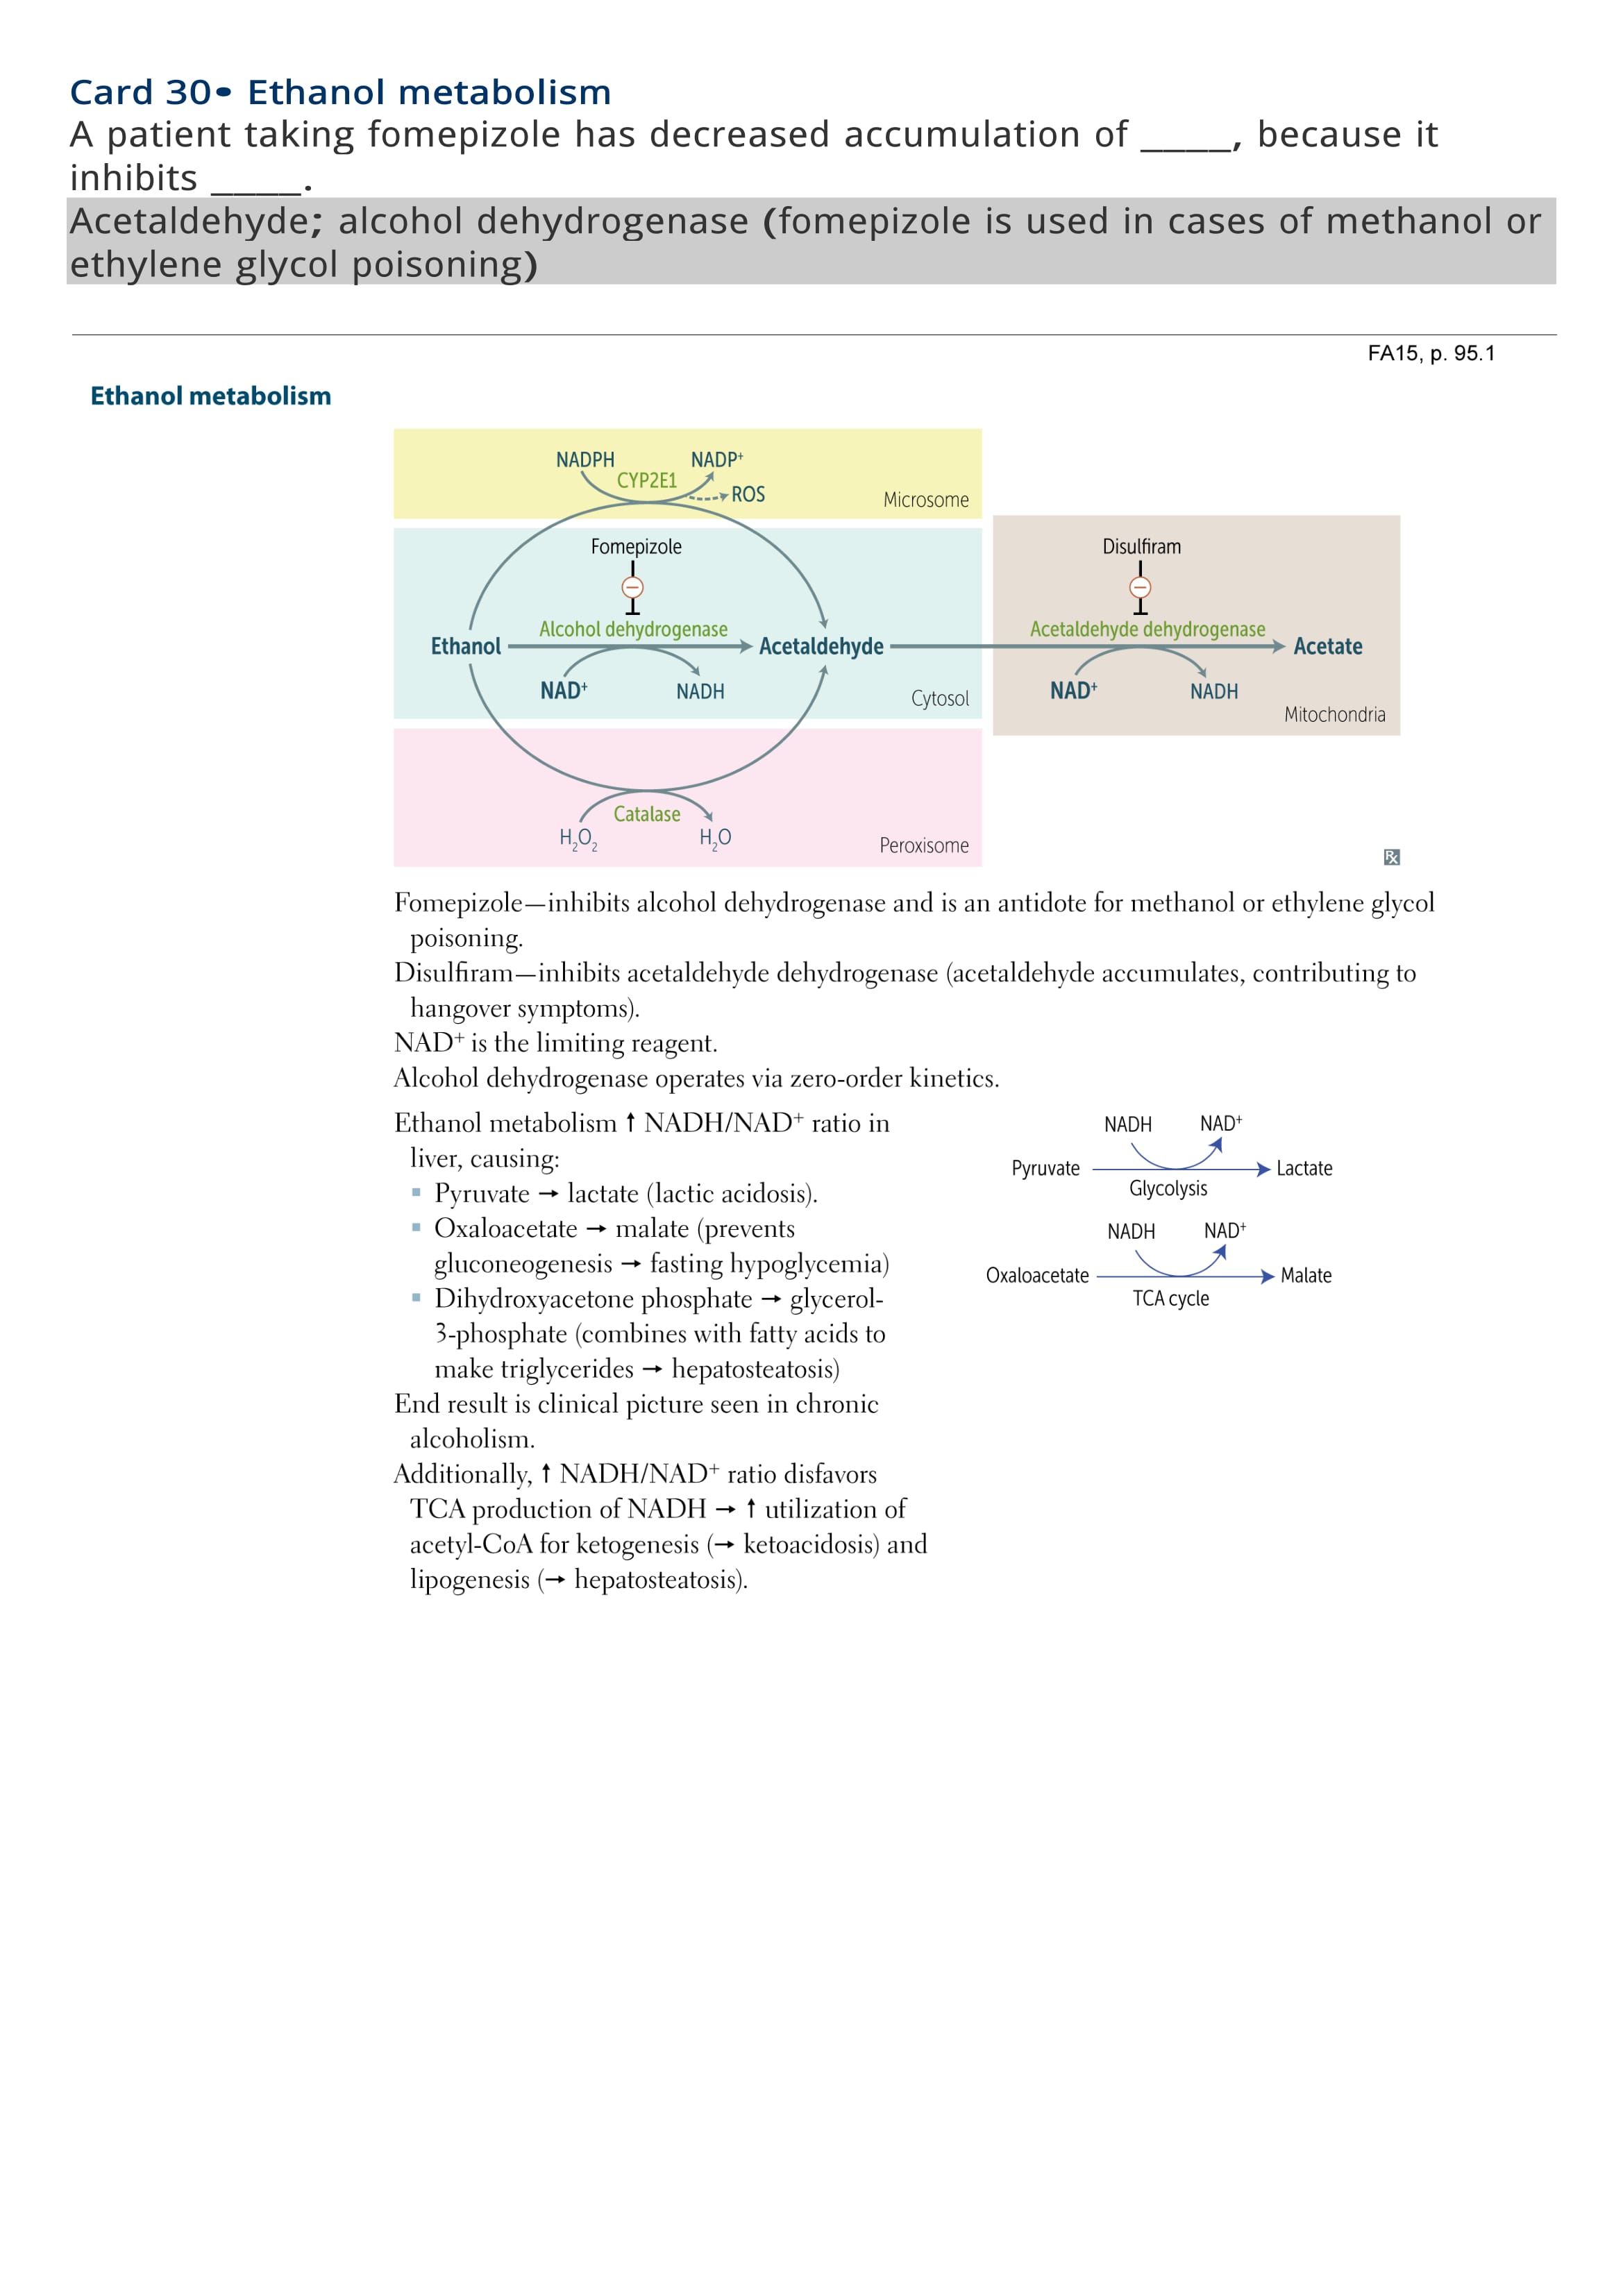 Card 30• Ethanol metabolism
A patient taking fomepizole has decreased accumulation of ____, because it
inhibits ____.
Acetaldehyde; alcohol dehydrogenase (fomepizole is used in cases of methanol or
ethylene glycol poisoning)
FA15, p. 95.1
Ethanol metabolism
NADPH NADP⁺
CYP2E1
ROS
Microsome
Fomepizole
Disulfiram
−
−
Alcohol dehydrogenase
Acetaldehyde dehydrogenase
Ethanol Acetaldehyde Acetate
NAD⁺ NADH
NAD⁺ NADH
Cytosol
Mitochondria
Catalase
H₂O₂ H₂O
Peroxisome
Rx
Fomepizole—inhibits alcohol dehydrogenase and is an antidote for methanol or ethylene glycol
poisoning.
Disulfiram—inhibits acetaldehyde dehydrogenase (acetaldehyde accumulates, contributing to
hangover symptoms).
NAD⁺ is the limiting reagent.
Alcohol dehydrogenase operates via zero-order kinetics.
Ethanol metabolism ↑ NADH/NAD⁺ ratio in
liver, causing:
▪ Pyruvate → lactate (lactic acidosis).
▪ Oxaloacetate → malate (prevents
gluconeogenesis → fasting hypoglycemia)
▪ Dihydroxyacetone phosphate → glycerol-
3-phosphate (combines with fatty acids to
make triglycerides → hepatosteatosis)
End result is clinical picture seen in chronic
alcoholism.
Additionally, ↑ NADH/NAD⁺ ratio disfavors
TCA production of NADH → ↑ utilization of
acetyl-CoA for ketogenesis (→ ketoacidosis) and
lipogenesis (→ hepatosteatosis).
NADH NAD⁺
Pyruvate Lactate
Glycolysis
NADH NAD⁺
Oxaloacetate Malate
TCA cycle